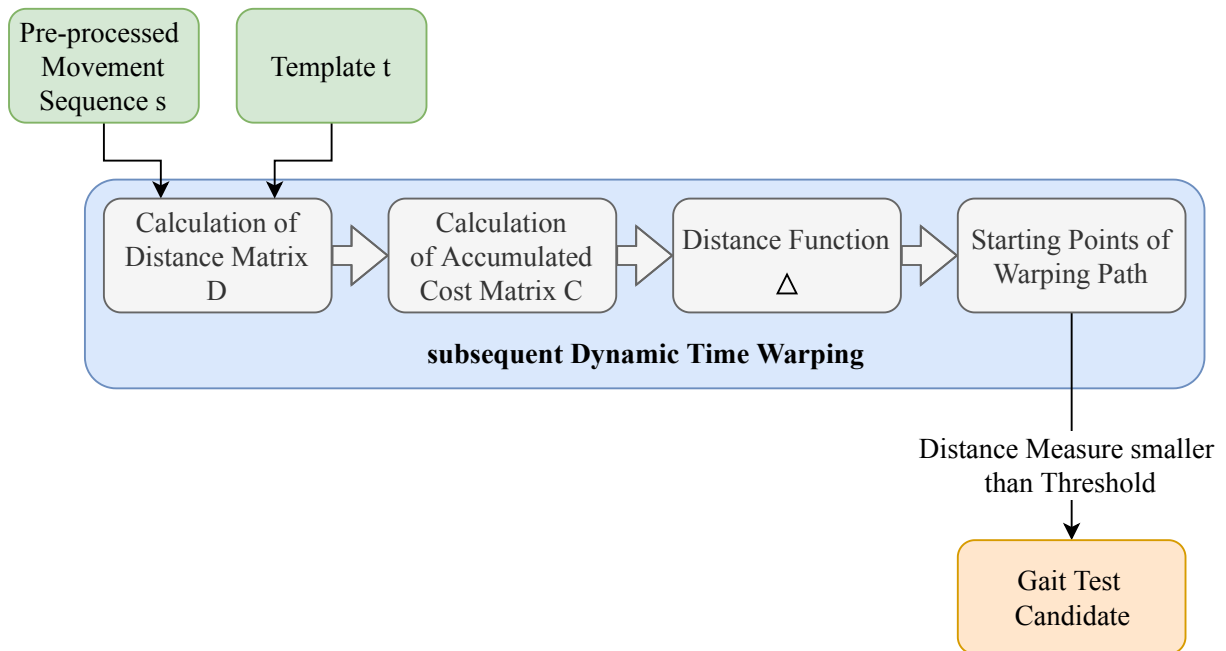 Pre-processed
Movement
Sequence s
Template t
Calculation of
Distance Matrix
D
Calculation
of Accumulated
Cost Matrix C
Distance Function
△
Starting Points of
Warping Path
subsequent Dynamic Time Warping
Distance Measure smaller
than Threshold
Gait Test
Candidate